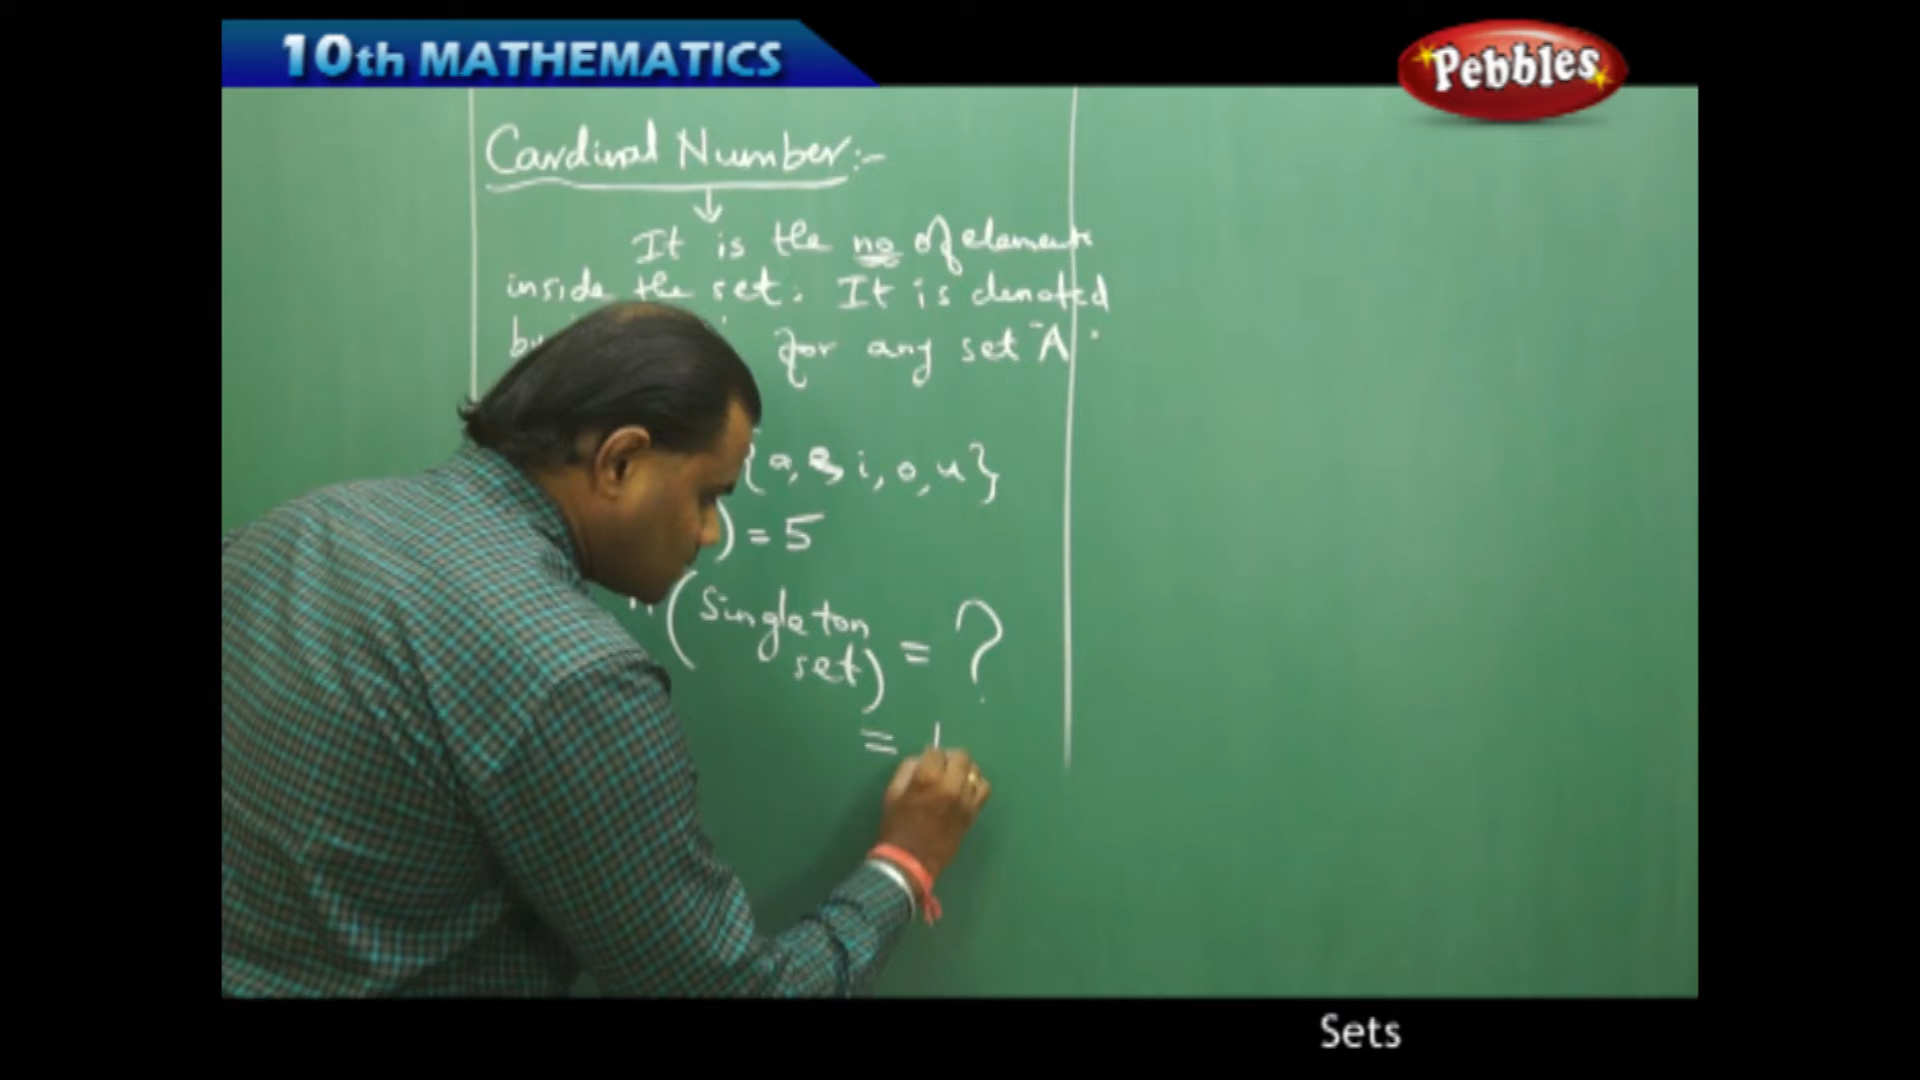 10th MATHEMATICS
Pebbles
Cardinal Number:-
It is the no of elements
inside the set. It is denoted
by for any set "A"
{a, e, i, o, u}
) = 5
n (Singleton
set) = ?
= 1
Sets